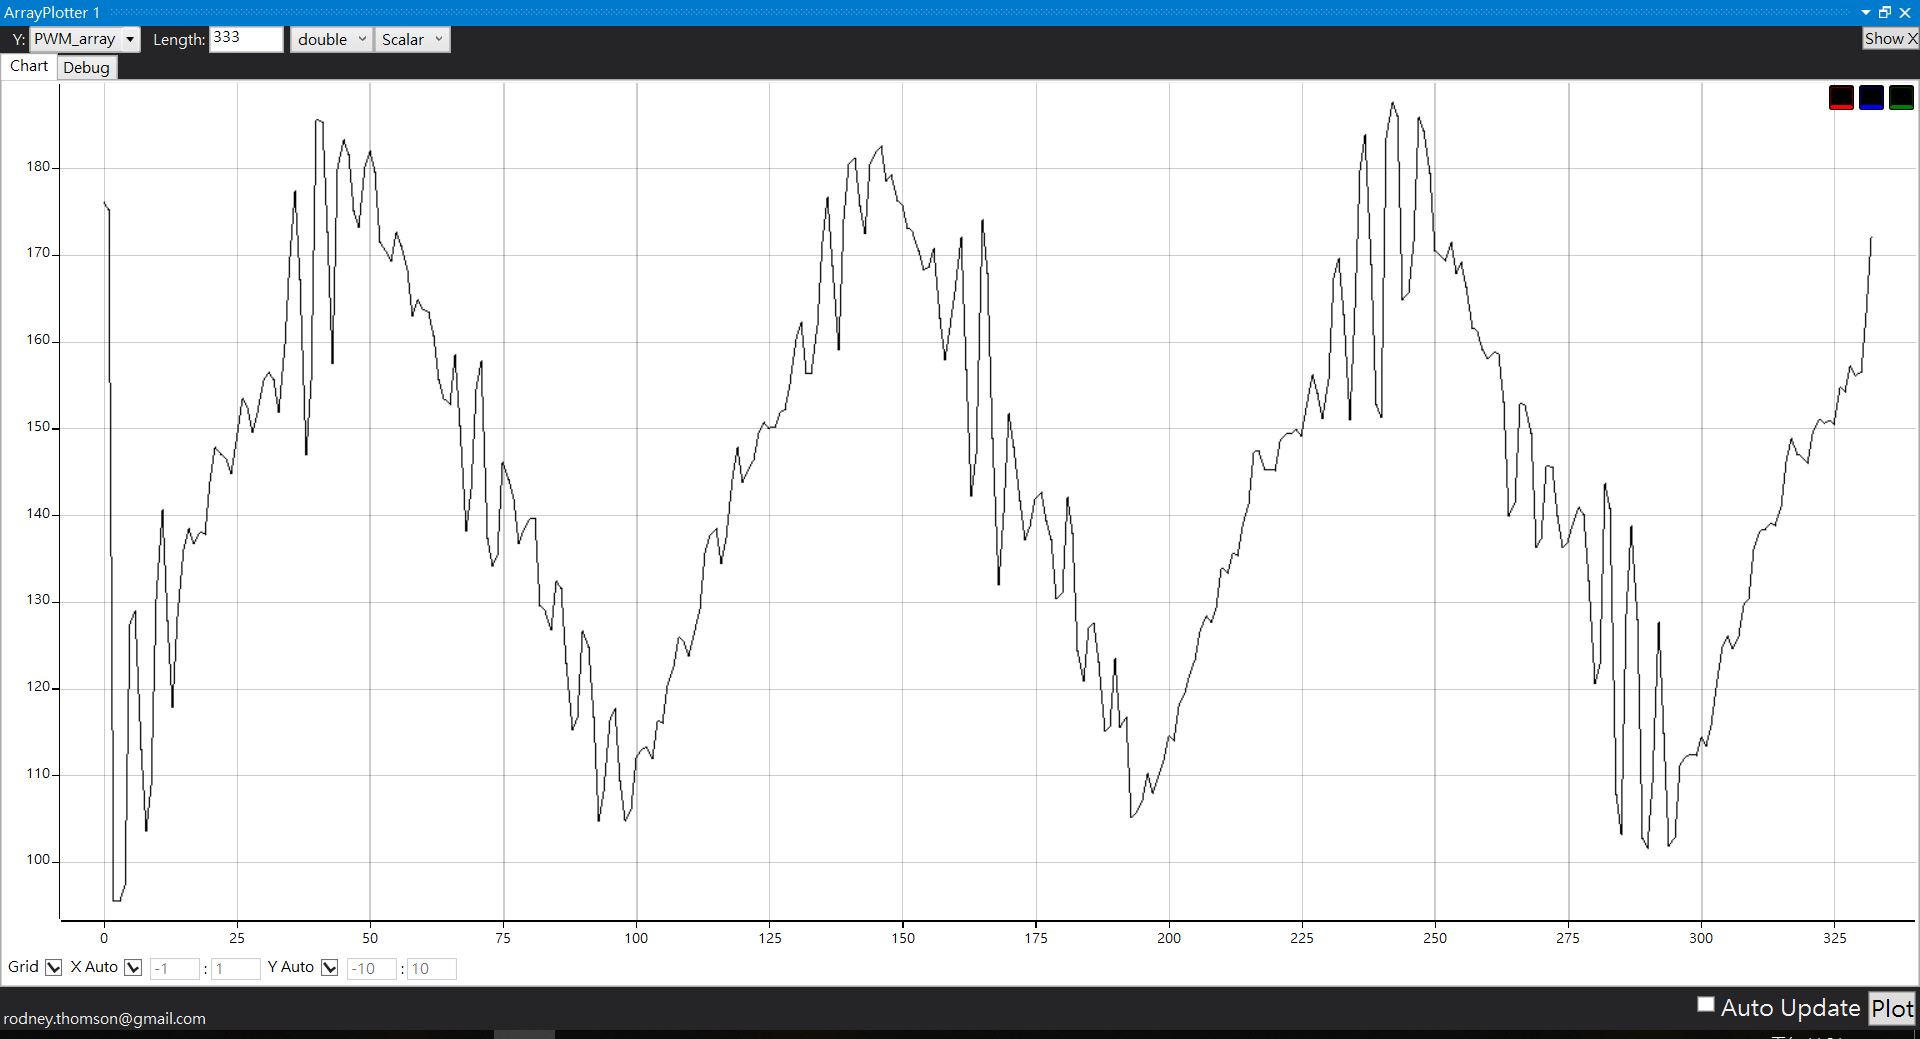 ArrayPlotter 1
Y: PWM_array Length: 333 double Scalar Show X
Chart Debug
180
170
160
150
140
130
120
110
100
0 25 50 75 100 125 150 175 200 225 250 275 300 325
Grid X Auto -1 : 1 Y Auto -10 : 10
Auto Update Plot
rodney.thomson@gmail.com